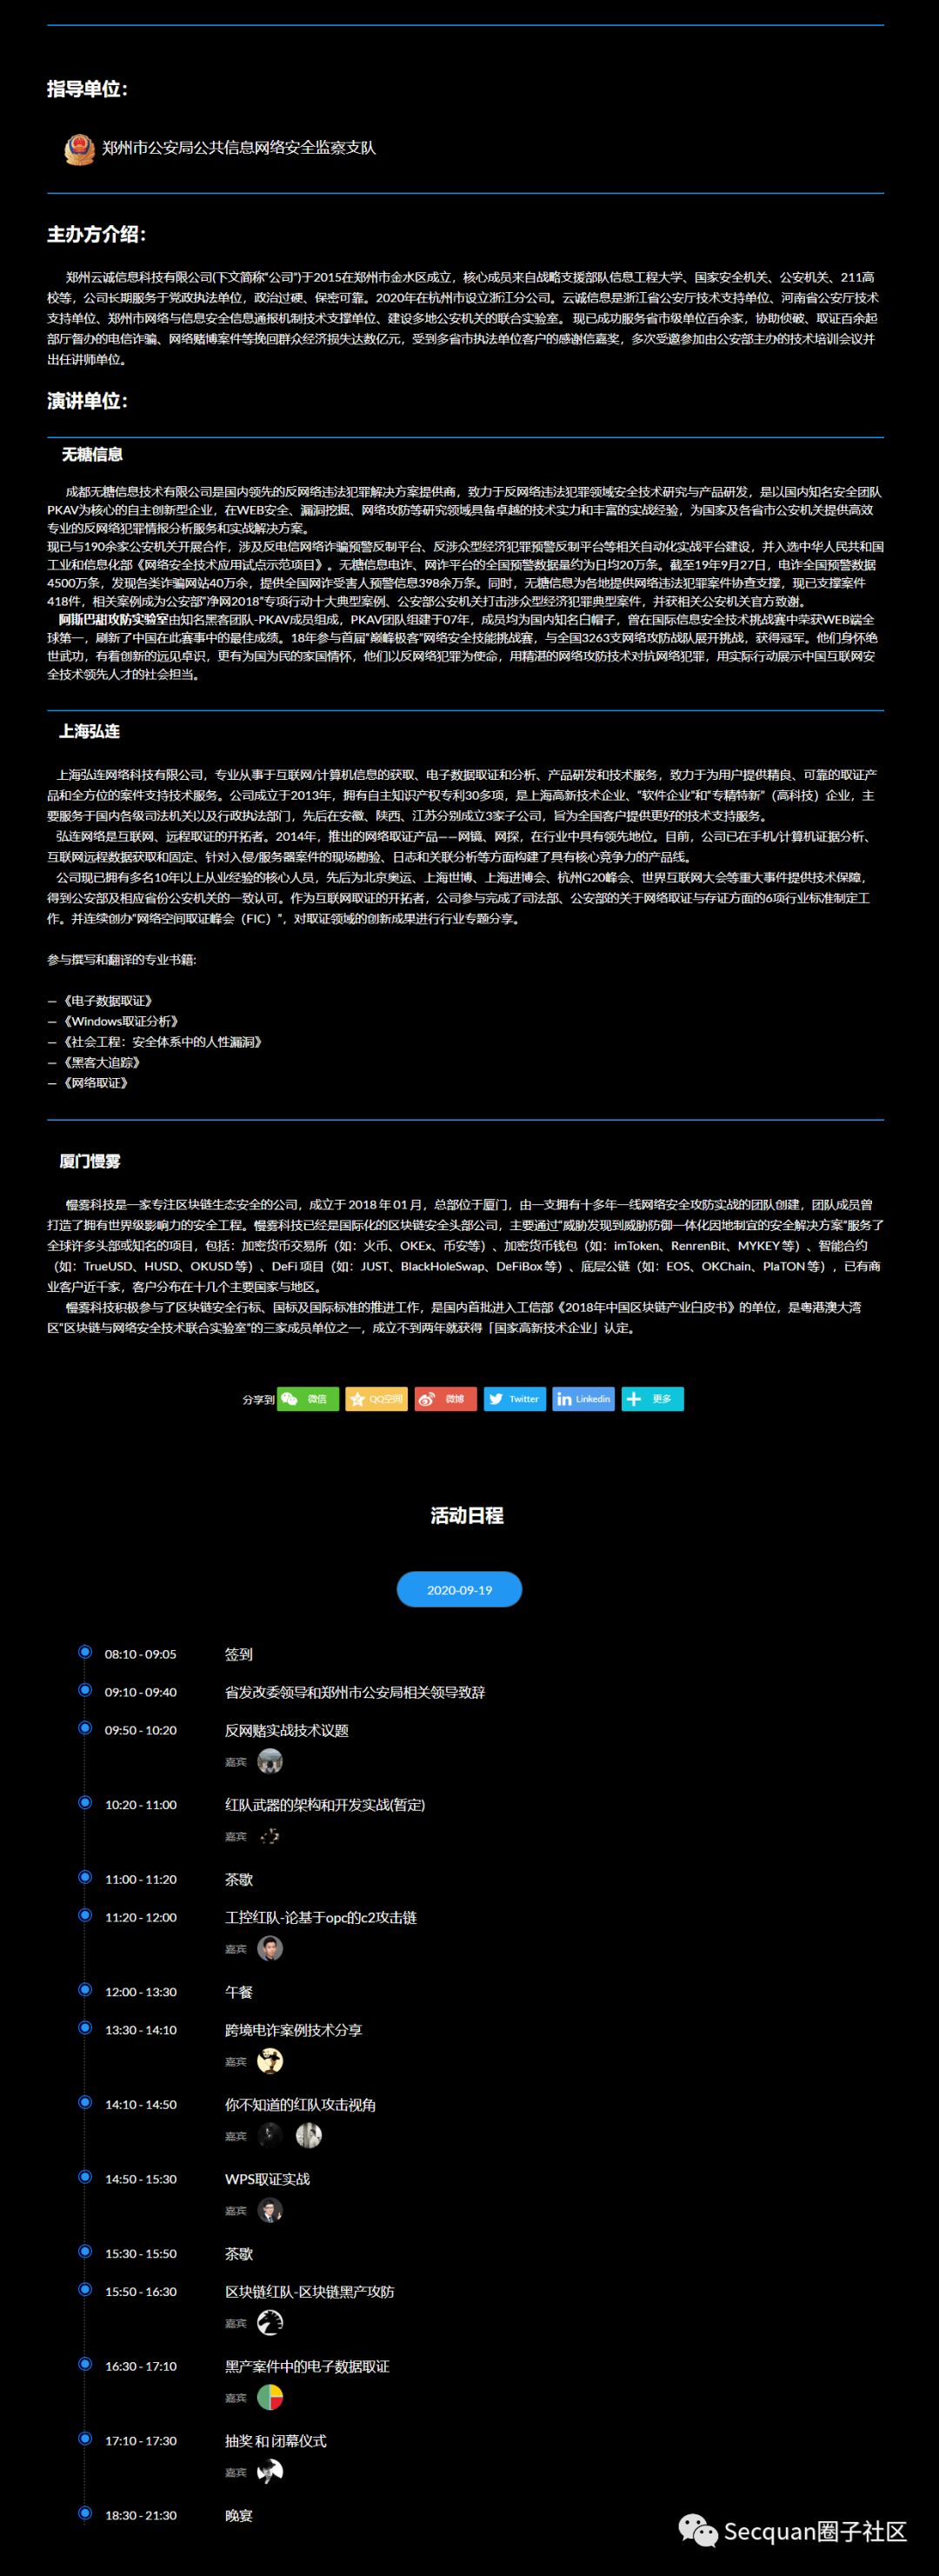 指导单位：
郑州市公安局公共信息网络安全监察支队
主办方介绍：
郑州云诚信息科技有限公司(下文简称"公司")于2015在郑州市金水区成立，核心成员来自战略支援部队信息工程大学、国家安全机关、公安机关、211高
校等，公司长期服务于党政执法单位，政治过硬、保密可靠。2020年在杭州市设立浙江分公司。云诚信息是浙江省公安厅技术支持单位、河南省公安厅技术
支持单位、郑州市网络与信息安全信息通报机制技术支撑单位、建设多地公安机关的联合实验室。 现已成功服务省市级单位百余家，协助侦破、取证百余起
部厅督办的电信诈骗、网络赌博案件等挽回群众经济损失达数亿元，受到多省市执法单位客户的感谢信嘉奖，多次受邀参加由公安部主办的技术培训会议并
出任讲师单位。
演讲单位：
无糖信息
成都无糖信息技术有限公司是国内领先的反网络违法犯罪解决方案提供商，致力于反网络违法犯罪领域安全技术研究与产品研发，是以国内知名安全团队
PKAV为核心的自主创新型企业，在WEB安全、漏洞挖掘、网络攻防等研究领域具备卓越的技术实力和丰富的实战经验，为国家及各省市公安机关提供高效
专业的反网络犯罪情报分析服务和实战解决方案。
现已与190余家公安机关开展合作，涉及反电信网络诈骗预警反制平台、反涉众型经济犯罪预警反制平台等相关自动化实战平台建设，并入选中华人民共和国
工业和信息化部《网络安全技术应用试点示范项目》。无糖信息电诈、网诈平台的全国预警数据量约为日均20万条。截至19年9月27日，电诈全国预警数据
4500万条，发现各类诈骗网站40万余，提供全国网诈受害人预警信息398余万条。同时，无糖信息为各地提供网络违法犯罪案件协查支撑，现已支撑案件
418件，相关案例成为公安部"净网2018"专项行动十大典型案例、公安部公安机关打击涉众型经济犯罪典型案件，并获相关公安机关官方致谢。
阿斯巴甜攻防实验室由知名黑客团队-PKAV成员组成，PKAV团队组建于07年，成员均为国内知名白帽子，曾在国际信息安全技术挑战赛中荣获WEB端全
球第一，刷新了中国在此赛事中的最佳成绩。18年参与首届"巅峰极客"网络安全技能挑战赛，与全国3263支网络攻防战队展开挑战，获得冠军。他们身怀绝
世武功，有着创新的远见卓识，更有为国为民的家国情怀，他们以反网络犯罪为使命，用精湛的网络攻防技术对抗网络犯罪，用实际行动展示中国互联网安
全技术领先人才的社会担当。
上海弘连
上海弘连网络科技有限公司，专业从事于互联网/计算机信息的获取、电子数据取证和分析、产品研发和技术服务，致力于为用户提供精良、可靠的取证产
品和全方位的案件支持技术服务。公司成立于2013年，拥有自主知识产权专利30多项，是上海高新技术企业、"软件企业"和"专精特新"（高科技）企业，主
要服务于国内各级司法机关以及行政执法部门，先后在安徽、陕西、江苏分别成立3家子公司，旨为全国客户提供更好的技术支持服务。
弘连网络是互联网、远程取证的开拓者。2014年，推出的网络取证产品——网镜、网探，在行业中具有领先地位。目前，公司已在手机/计算机证据分析、
互联网远程数据获取和固定、针对入侵/服务器案件的现场勘验、日志和关联分析等方面构建了具有核心竞争力的产品线。
公司现已拥有多名10年以上从业经验的核心人员，先后为北京奥运、上海世博、上海进博会、杭州G20峰会、世界互联网大会等重大事件提供技术保障，
得到公安部及相应省份公安机关的一致认可。作为互联网取证的开拓者，公司参与完成了司法部、公安部的关于网络取证与存证方面的6项行业标准制定工
作。并连续创办"网络空间取证峰会（FIC）"，对取证领域的创新成果进行行业专题分享。
参与撰写和翻译的专业书籍:
— 《电子数据取证》
— 《Windows取证分析》
— 《社会工程：安全体系中的人性漏洞》
— 《黑客大追踪》
— 《网络取证》
厦门慢雾
慢雾科技是一家专注区块链生态安全的公司，成立于 2018 年 01 月，总部位于厦门，由一支拥有十多年一线网络安全攻防实战的团队创建，团队成员曾
打造了拥有世界级影响力的安全工程。慢雾科技已经是国际化的区块链安全头部公司，主要通过"威胁发现到威胁防御一体化因地制宜的安全解决方案"服务了
全球许多头部或知名的项目，包括：加密货币交易所（如：火币、OKEx、币安等）、加密货币钱包（如：imToken、RenrenBit、MYKEY 等）、智能合约
（如：TrueUSD、HUSD、OKUSD 等）、DeFi 项目（如：JUST、BlackHoleSwap、DeFiBox 等）、底层公链（如：EOS、OKChain、PlaTON 等），已有商
业客户近千家，客户分布在十几个主要国家与地区。
慢雾科技积极参与了区块链安全行标、国标及国际标准的推进工作，是国内首批进入工信部《2018年中国区块链产业白皮书》的单位，是粤港澳大湾
区"区块链与网络安全技术联合实验室"的三家成员单位之一，成立不到两年就获得「国家高新技术企业」认定。
分享到 微信 QQ空间 微博 Twitter Linkedin 更多
活动日程
2020-09-19
08:10 - 09:05 签到
09:10 - 09:40 省发改委领导和郑州市公安局相关领导致辞
09:50 - 10:20 反网赌实战技术议题
嘉宾
10:20 - 11:00 红队武器的架构和开发实战(暂定)
嘉宾
11:00 - 11:20 茶歇
11:20 - 12:00 工控红队-论基于opc的c2攻击链
嘉宾
12:00 - 13:30 午餐
13:30 - 14:10 跨境电诈案例技术分享
嘉宾
14:10 - 14:50 你不知道的红队攻击视角
嘉宾
14:50 - 15:30 WPS取证实战
嘉宾
15:30 - 15:50 茶歇
15:50 - 16:30 区块链红队-区块链黑产攻防
嘉宾
16:30 - 17:10 黑产案件中的电子数据取证
嘉宾
17:10 - 17:30 抽奖 和 闭幕仪式
嘉宾
18:30 - 21:30 晚宴
Secquan圈子社区